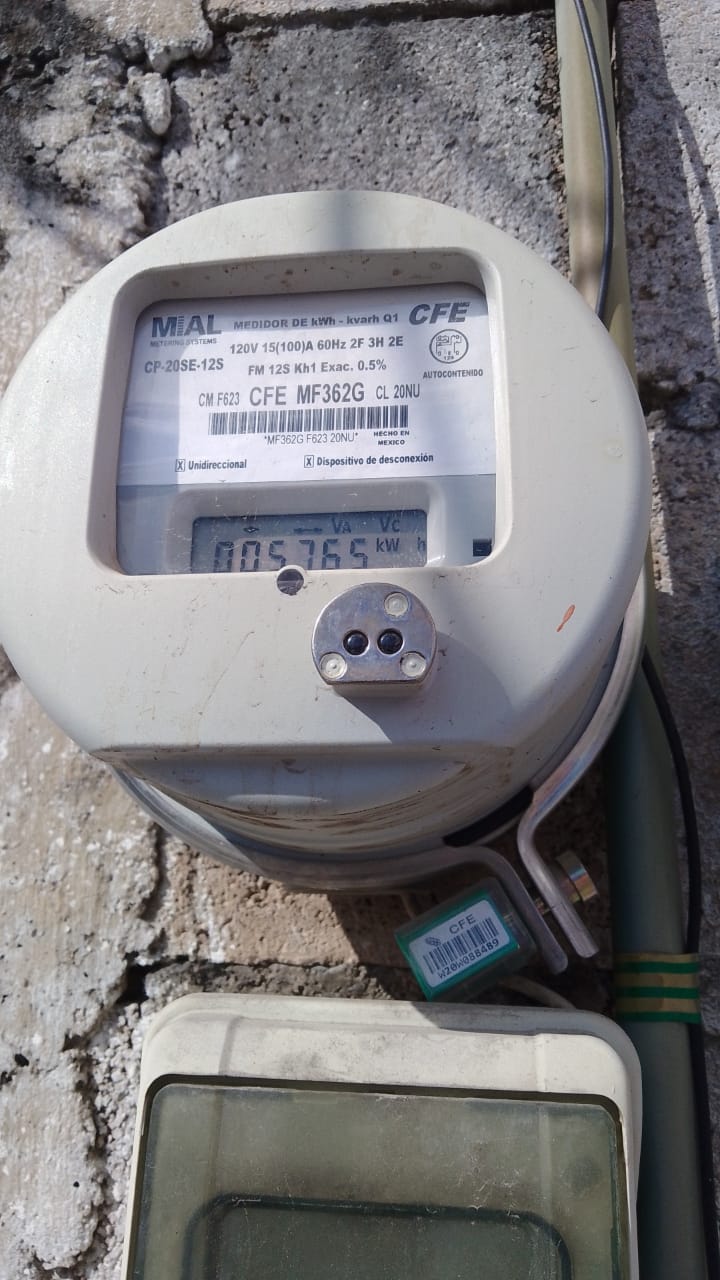 MIAL
METERING SYSTEMS
MEDIDOR DE kWh - kvarh Q1
CFE
CP-20SE-12S
120V 15(100)A 60Hz 2F 3H 2E
FM 12S Kh1 Exac. 0.5%
AUTOCONTENIDO
CM F623 CFE MF362G CL 20NU
*MF362G F623 20NU*
HECHO EN
MEXICO
X Unidireccional
X Dispositivo de desconexión
VA VC
005765 kW h
CFE
W20W088489